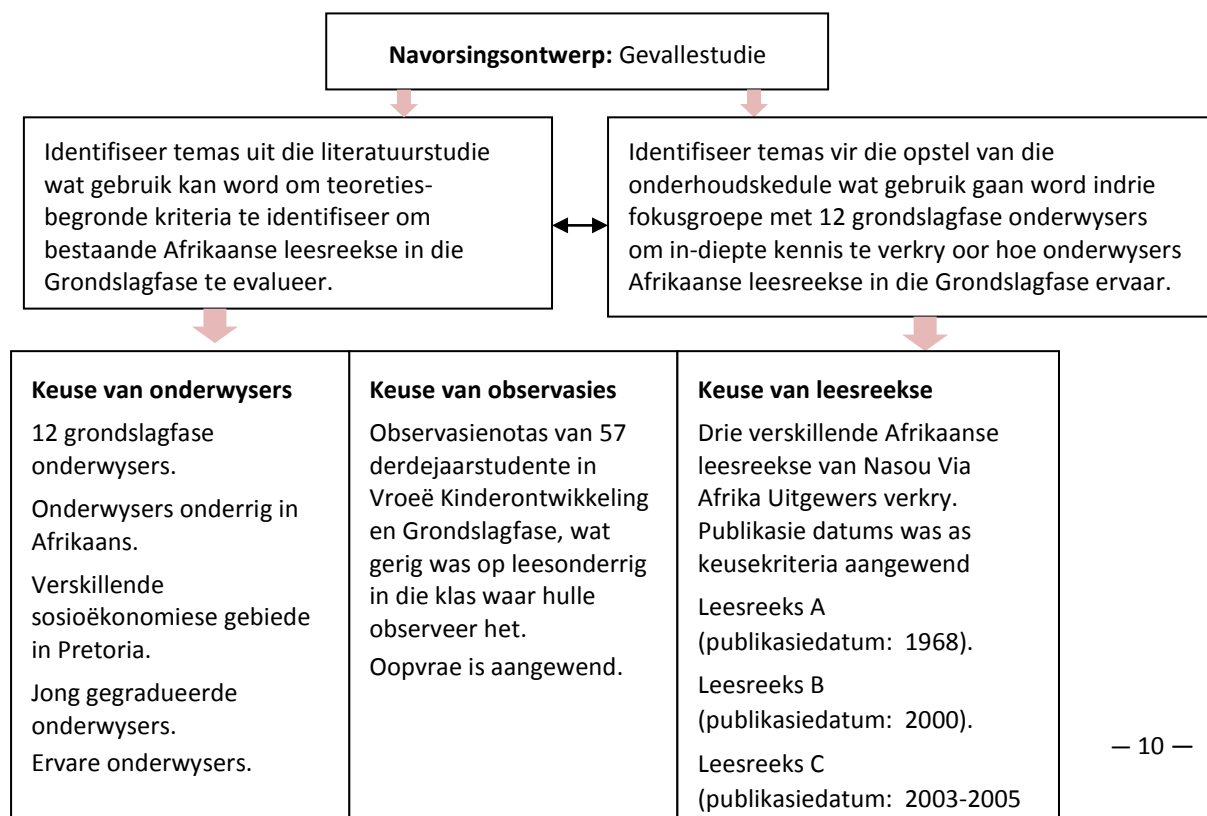 Navorsingsontwerp: Gevallestudie
Identifiseer temas uit die literatuurstudie
wat gebruik kan word om teoreties-
begronde kriteria te identifiseer om
bestaande Afrikaanse leesreekse in die
Grondslagfase te evalueer.
Identifiseer temas vir die opstel van die
onderhoudskedule wat gebruik gaan word indrie
fokusgroepe met 12 grondslagfase onderwysers
om in-diepte kennis te verkry oor hoe onderwysers
Afrikaanse leesreekse in die Grondslagfase ervaar.
Keuse van onderwysers
12 grondslagfase
onderwysers.
Onderwysers onderrig in
Afrikaans.
Verskillende
sosioëkonomiese gebiede
in Pretoria.
Jong gegradueerde
onderwysers.
Ervare onderwysers.
Keuse van observasies
Observasienotas van 57
derdejaarstudente in
Vroeë Kinderontwikkeling
en Grondslagfase, wat
gerig was op leesonderrig
in die klas waar hulle
observeer het.
Oopvrae is aangewend.
Keuse van leesreekse
Drie verskillende Afrikaanse
leesreekse van Nasou Via
Afrika Uitgewers verkry.
Publikasie datums was as
keusekriteria aangewend
Leesreeks A
(publikasiedatum: 1968).
Leesreeks B
(publikasiedatum: 2000).
Leesreeks C
(publikasiedatum: 2003-2005
— 10 —